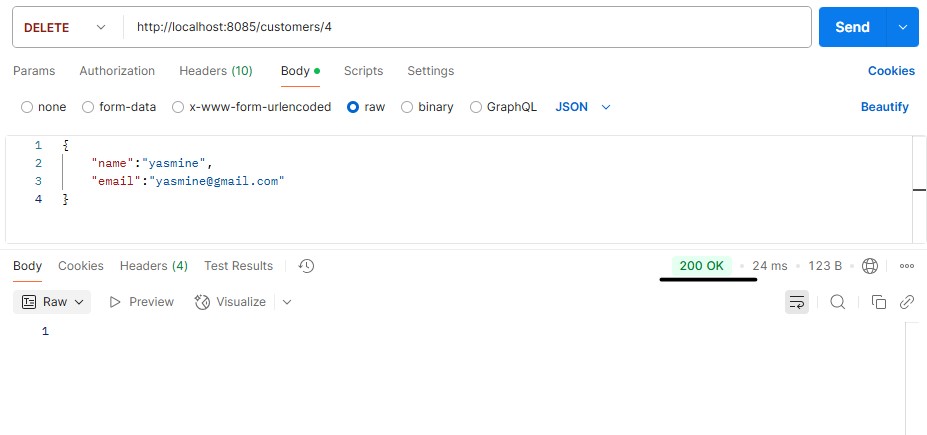 DELETE http://localhost:8085/customers/4 Send
Params Authorization Headers (10) Body Scripts Settings Cookies
none form-data x-www-form-urlencoded raw binary GraphQL JSON Beautify
1 {
2 "name":"yasmine",
3 "email":"yasmine@gmail.com"
4 }
Body Cookies Headers (4) Test Results 200 OK 24 ms 123 B
Raw Preview Visualize
1